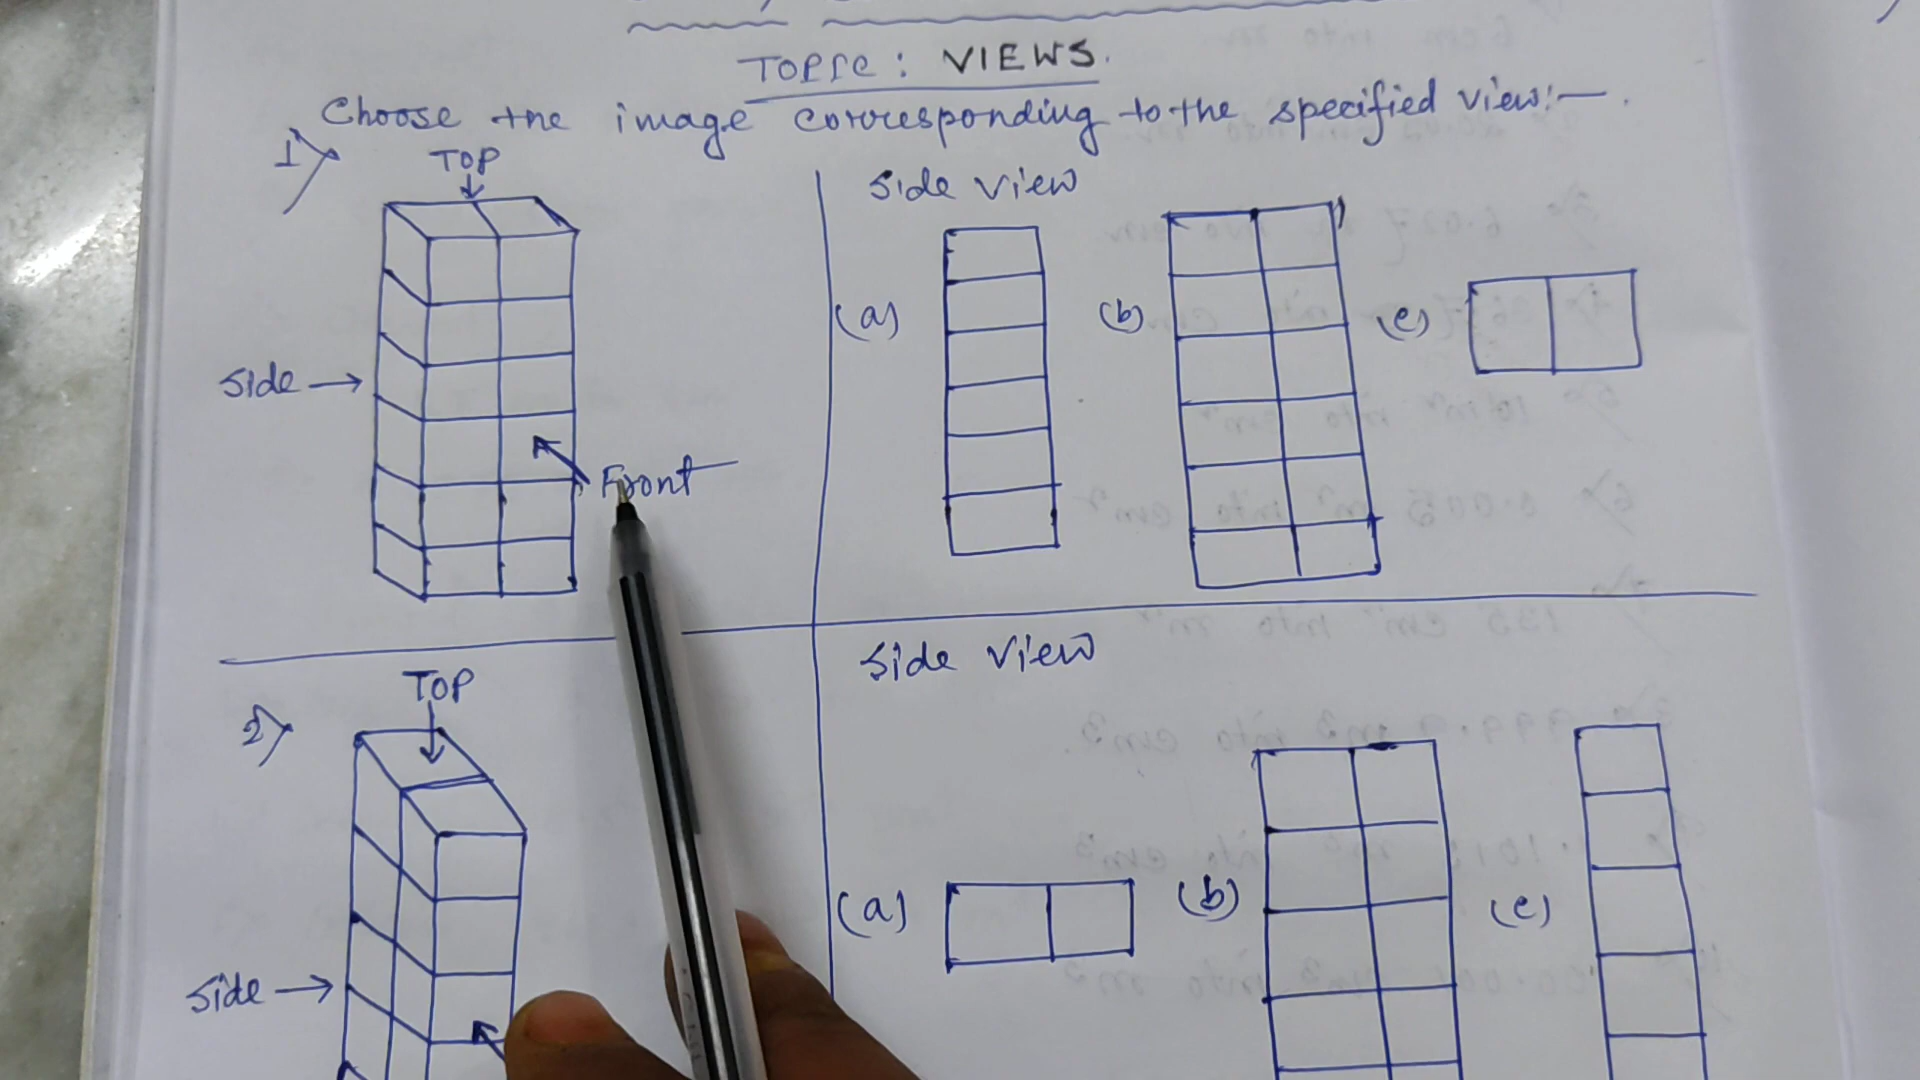 TOPIC: VIEWS.
Choose the image corresponding to the specified view:—.
1)
TOP
Side
Front
Side view
(a)
(b)
(c)
2)
TOP
Side
Side view
(a)
(b)
(c)